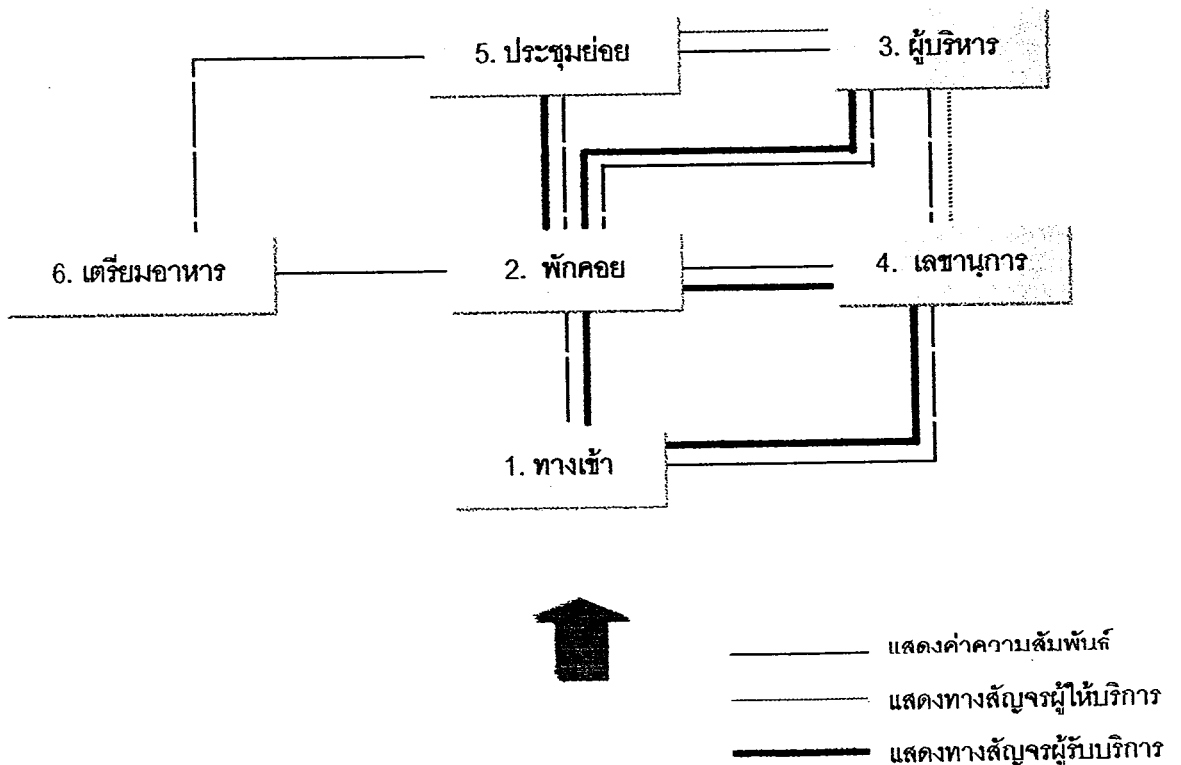 5. ประชุมย่อย
3. ผู้บริหาร
6. เตรียมอาหาร
2. พักคอย
4. เลขานุการ
1. ทางเข้า
แสดงค่าความสัมพันธ์
แสดงทางสัญจรผู้ให้บริการ
แสดงทางสัญจรผู้รับบริการ